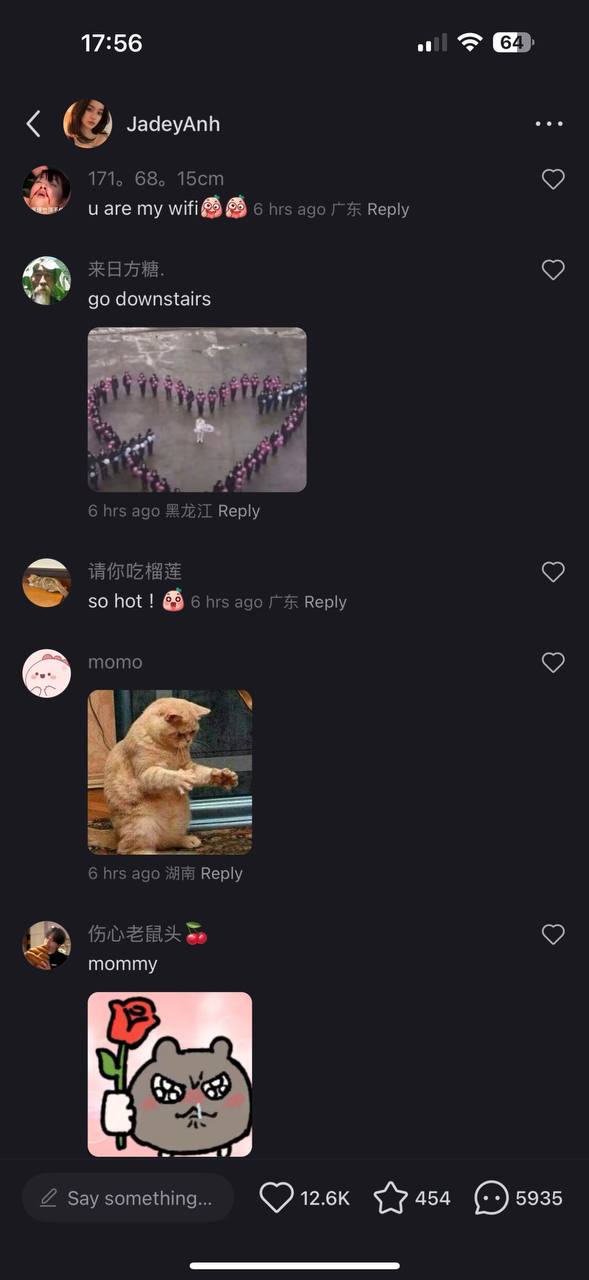 17:56
64
JadeyAnh
171。68。15cm
u are my wifi 6 hrs ago 广东 Reply
来日方糖.
go downstairs
6 hrs ago 黑龙江 Reply
请你吃榴莲
so hot！ 6 hrs ago 广东 Reply
momo
6 hrs ago 湖南 Reply
伤心老鼠头🍒
mommy
Say something...
12.6K
454
5935